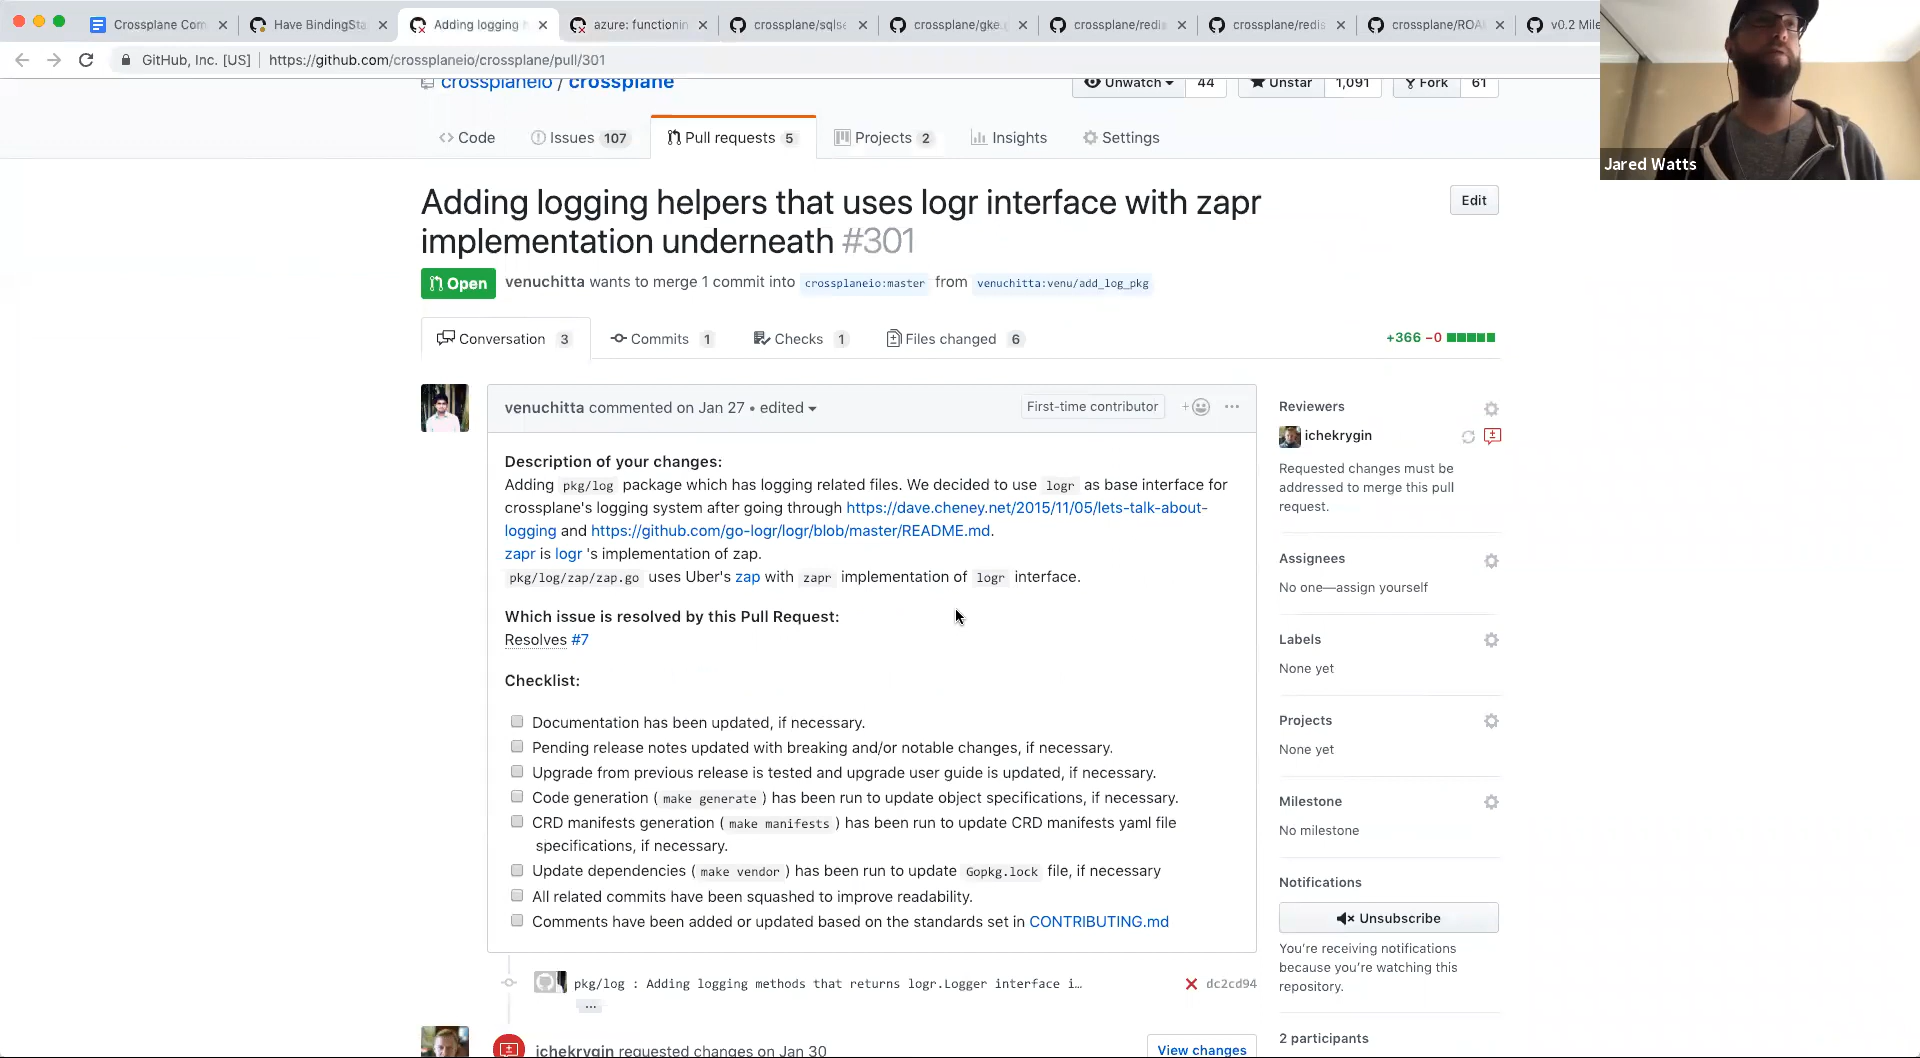 Crossplane Com
Have BindingSta
Adding logging h
azure: functionin
crossplane/sqlse
crossplane/gke.g
crossplane/redis
crossplane/redis
crossplane/ROA
v0.2 Mile
GitHub, Inc. [US] https://github.com/crossplaneio/crossplane/pull/301
crossplaneio / crossplane
Unwatch 44
Unstar 1,091
Fork 61
Code
Issues 107
Pull requests 5
Projects 2
Insights
Settings
Jared Watts
Adding logging helpers that uses logr interface with zapr
implementation underneath #301
Edit
Open venuchitta wants to merge 1 commit into crossplaneio:master from venuchitta:venu/add_log_pkg
Conversation 3
Commits 1
Checks 1
Files changed 6
+366 −0
venuchitta commented on Jan 27 • edited
First-time contributor
Description of your changes:
Adding pkg/log package which has logging related files. We decided to use logr as base interface for
crossplane's logging system after going through https://dave.cheney.net/2015/11/05/lets-talk-about-
logging and https://github.com/go-logr/logr/blob/master/README.md.
zapr is logr 's implementation of zap.
pkg/log/zap/zap.go uses Uber's zap with zapr implementation of logr interface.
Which issue is resolved by this Pull Request:
Resolves #7
Checklist:
Documentation has been updated, if necessary.
Pending release notes updated with breaking and/or notable changes, if necessary.
Upgrade from previous release is tested and upgrade user guide is updated, if necessary.
Code generation ( make generate ) has been run to update object specifications, if necessary.
CRD manifests generation ( make manifests ) has been run to update CRD manifests yaml file
specifications, if necessary.
Update dependencies ( make vendor ) has been run to update Gopkg.lock file, if necessary
All related commits have been squashed to improve readability.
Comments have been added or updated based on the standards set in CONTRIBUTING.md
pkg/log : Adding logging methods that returns logr.Logger interface i…
dc2cd94
…
ichekrygin requested changes on Jan 30
View changes
Reviewers
ichekrygin
Requested changes must be
addressed to merge this pull
request.
Assignees
No one—assign yourself
Labels
None yet
Projects
None yet
Milestone
No milestone
Notifications
Unsubscribe
You're receiving notifications
because you're watching this
repository.
2 participants